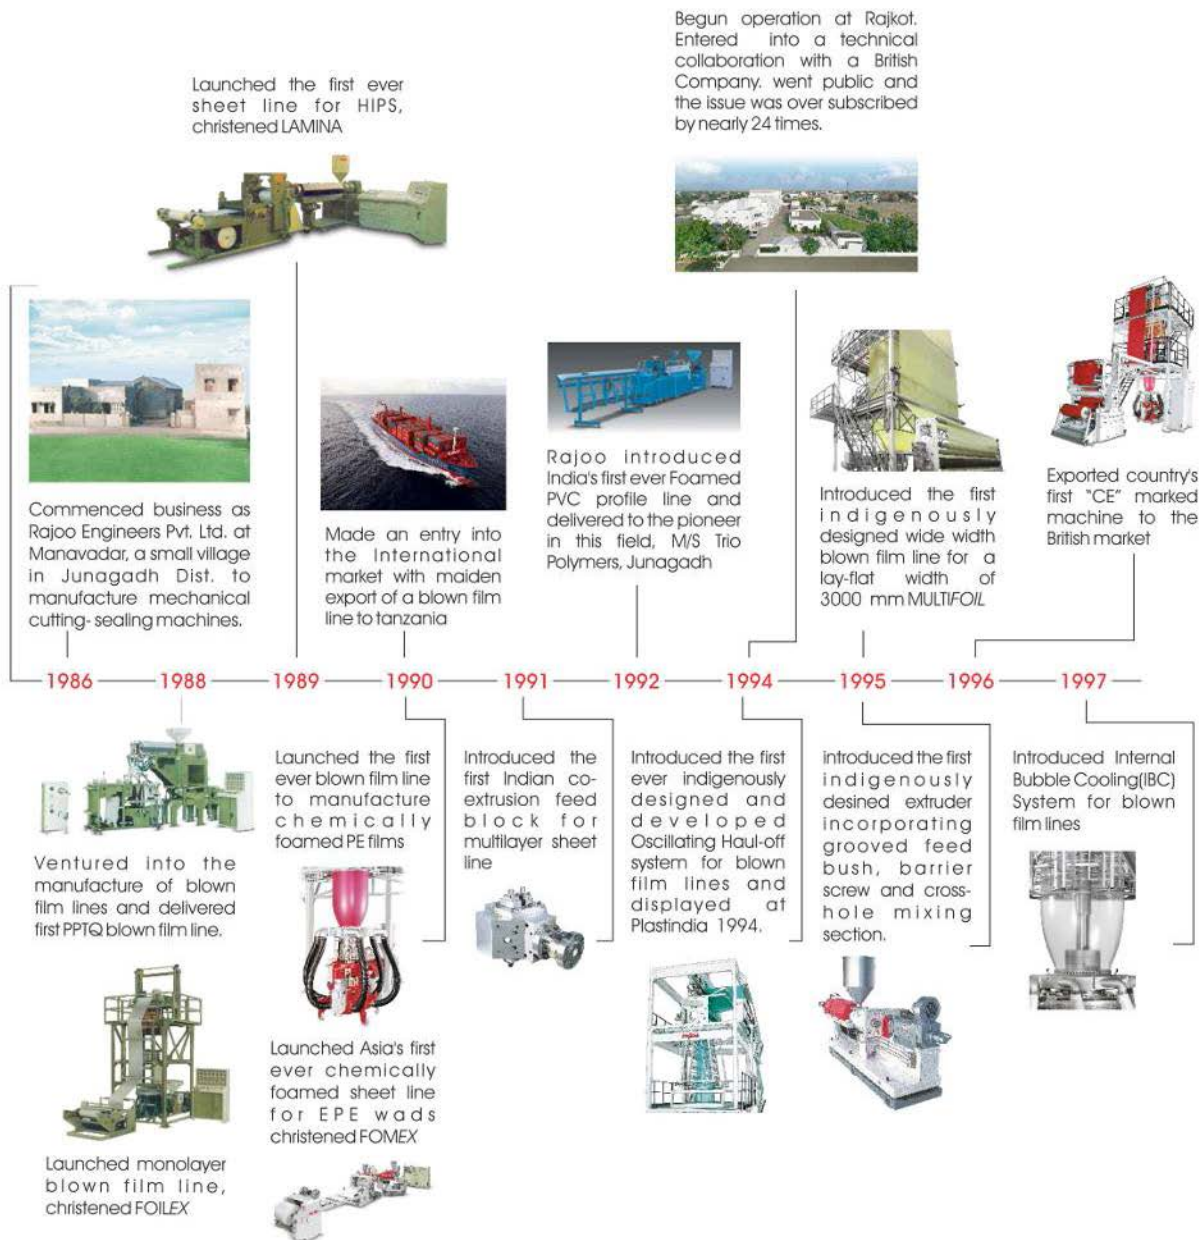 Begun operation at Rajkot.
Entered into a technical
collaboration with a British
Company. went public and
the issue was over subscribed
by nearly 24 times.
Launched the first ever
sheet line for HIPS,
christened LAMINA
Commenced business as
Rajoo Engineers Pvt. Ltd. at
Manavadar, a small village
in Junagadh Dist. to
manufacture mechanical
cutting- sealing machines.
Made an entry into
the International
market with maiden
export of a blown film
line to tanzania
Rajoo introduced
India's first ever Foamed
PVC profile line and
delivered to the pioneer
in this field, M/S Trio
Polymers, Junagadh
Introduced the first
indigenously
designed wide width
blown film line for a
lay-flat width of
3000 mm MULTIFOIL
Exported country's
first "CE" marked
machine to the
British market
1986 1988 1989 1990 1991 1992 1994 1995 1996 1997
Ventured into the
manufacture of blown
film lines and delivered
first PPTQ blown film line.
Launched monolayer
blown film line,
christened FOILEX
Launched the first
ever blown film line
to manufacture
chemically
foamed PE films
Launched Asia's first
ever chemically
foamed sheet line
for EPE wads
christened FOMEX
Introduced the
first Indian co-
extrusion feed
block for
multilayer sheet
line
Introduced the first
ever indigenously
designed and
developed
Oscillating Haul-off
system for blown
film lines and
displayed at
Plastindia 1994.
introduced the first
indigenously
desined extruder
incorporating
grooved feed
bush, barrier
screw and cross-
hole mixing
section.
Introduced Internal
Bubble Cooling(IBC)
System for blown
film lines